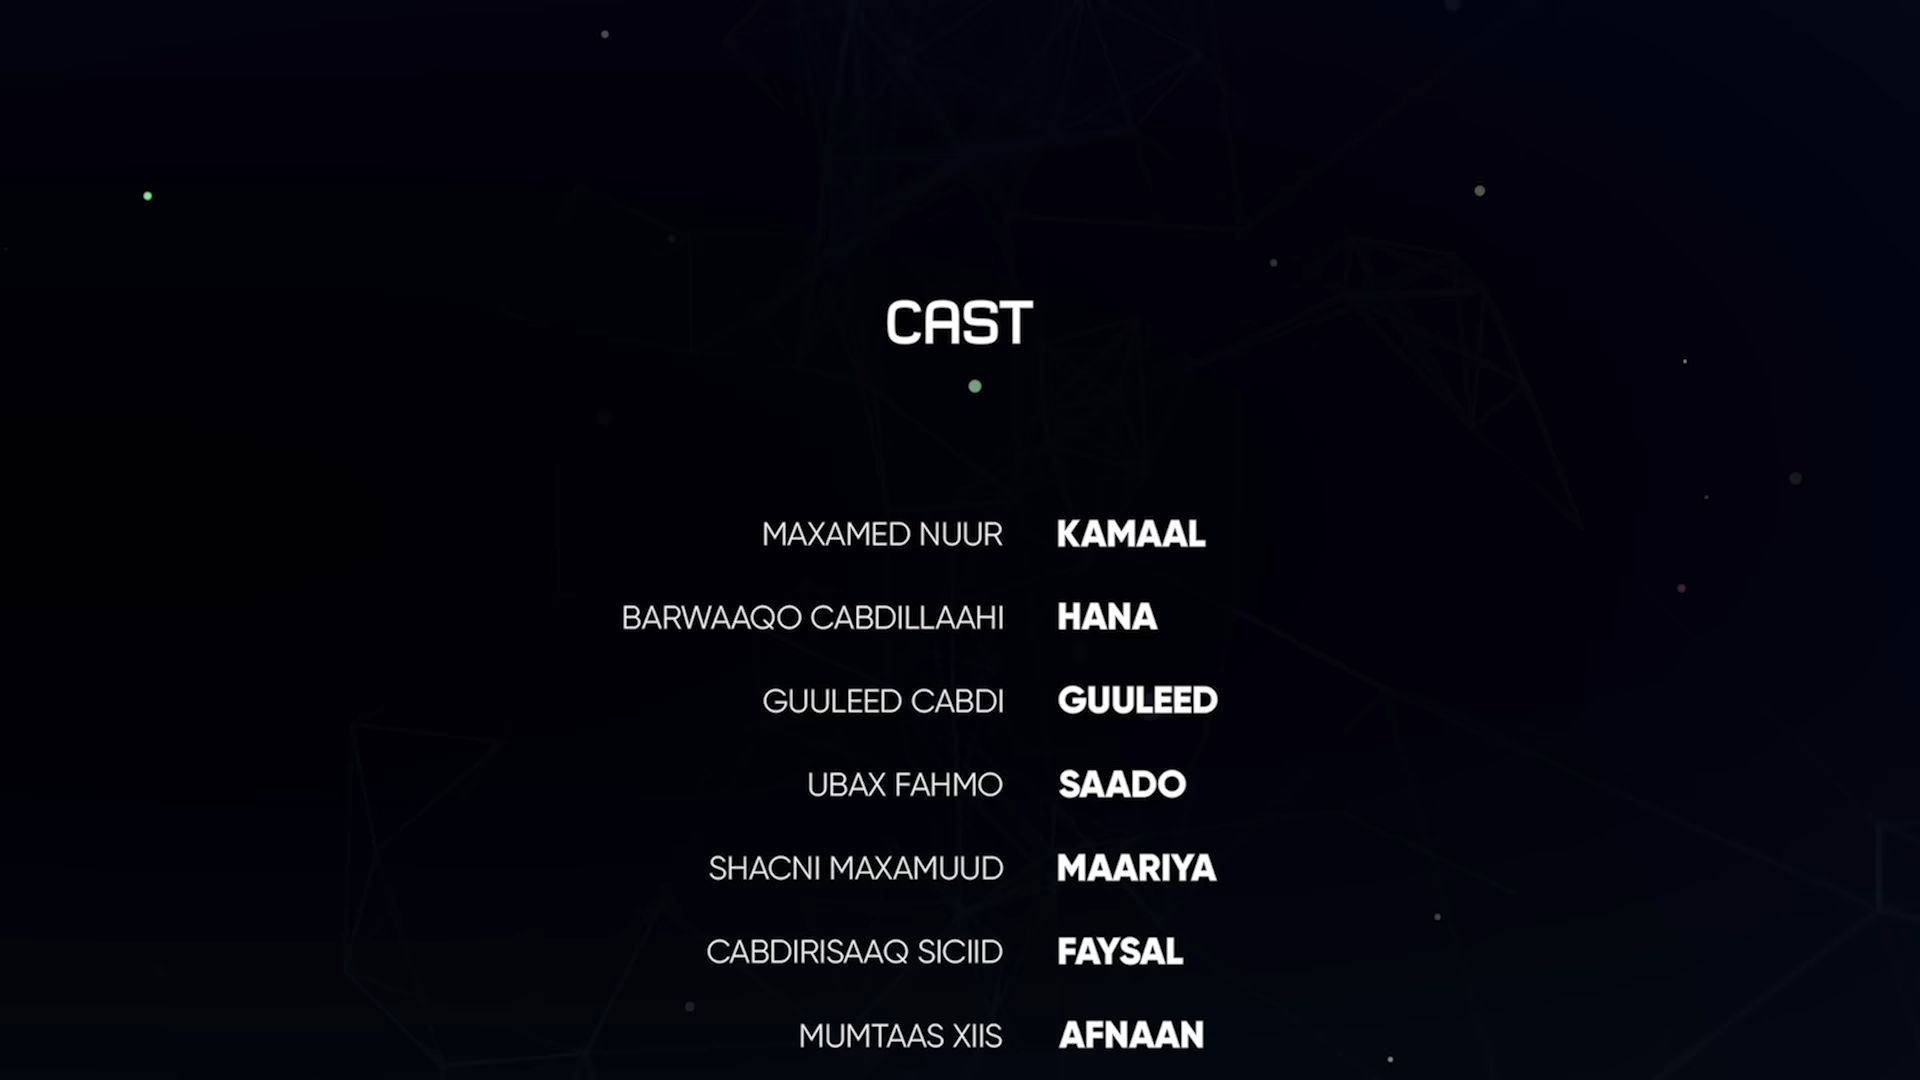 CAST
MAXAMED NUUR KAMAAL
BARWAAQO CABDILLAAHI HANA
GUULEED CABDI GUULEED
UBAX FAHMO SAADO
SHACNI MAXAMUUD MAARIYA
CABDIRISAAQ SICIID FAYSAL
MUMTAAS XIIS AFNAAN